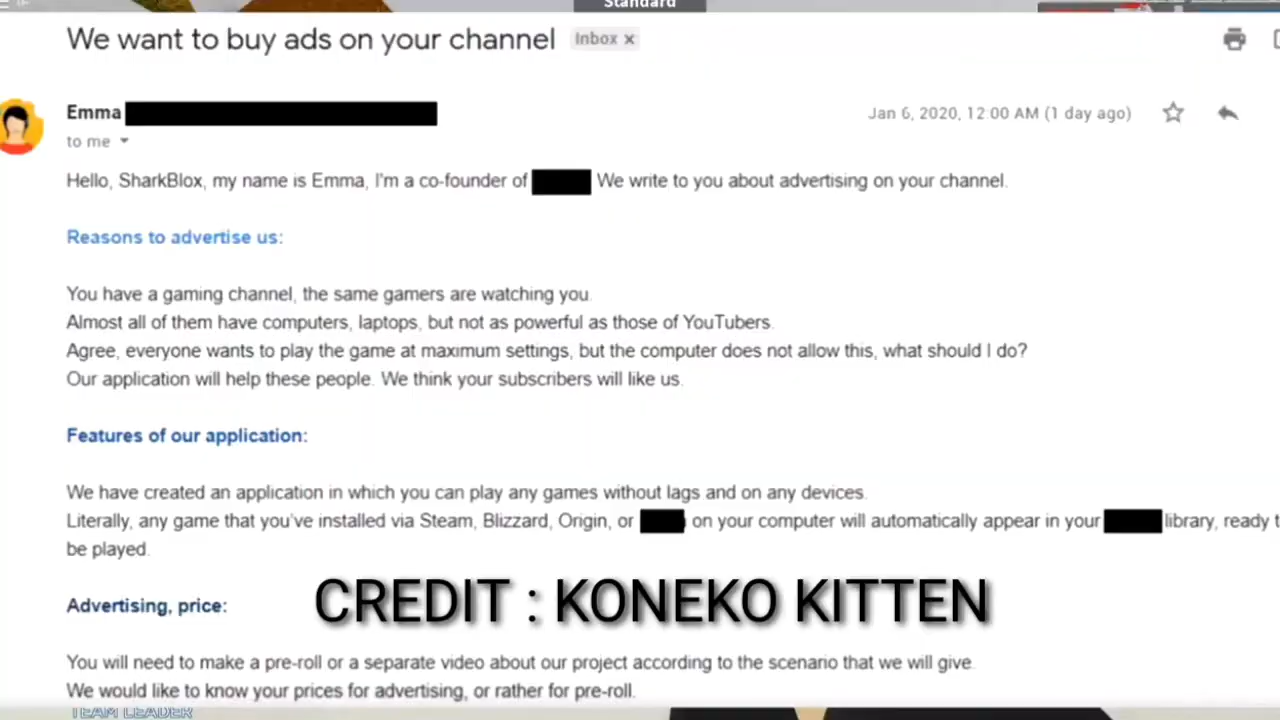 Standard
We want to buy ads on your channel Inbox x
Emma
Jan 6, 2020, 12:00 AM (1 day ago)
to me
Hello, SharkBlox, my name is Emma, I'm a co-founder of We write to you about advertising on your channel.
Reasons to advertise us:
You have a gaming channel, the same gamers are watching you.
Almost all of them have computers, laptops, but not as powerful as those of YouTubers.
Agree, everyone wants to play the game at maximum settings, but the computer does not allow this, what should I do?
Our application will help these people. We think your subscribers will like us.
Features of our application:
We have created an application in which you can play any games without lags and on any devices.
Literally, any game that you've installed via Steam, Blizzard, Origin, or on your computer will automatically appear in your library, ready t
be played.
CREDIT : KONEKO KITTEN
Advertising, price:
You will need to make a pre-roll or a separate video about our project according to the scenario that we will give.
We would like to know your prices for advertising, or rather for pre-roll.
TEAM LEADER